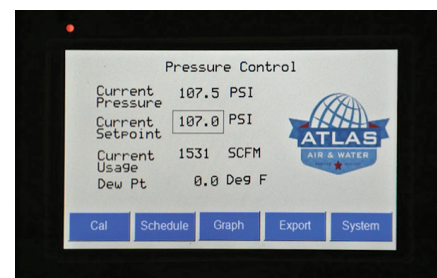 Pressure Control
Current Pressure 107.5 PSI
Current Setpoint 107.0 PSI
Current Usage 1531 SCFM
Dew Pt 0.0 Deg F
ATLAS
AIR & WATER
Cal Schedule Graph Export System